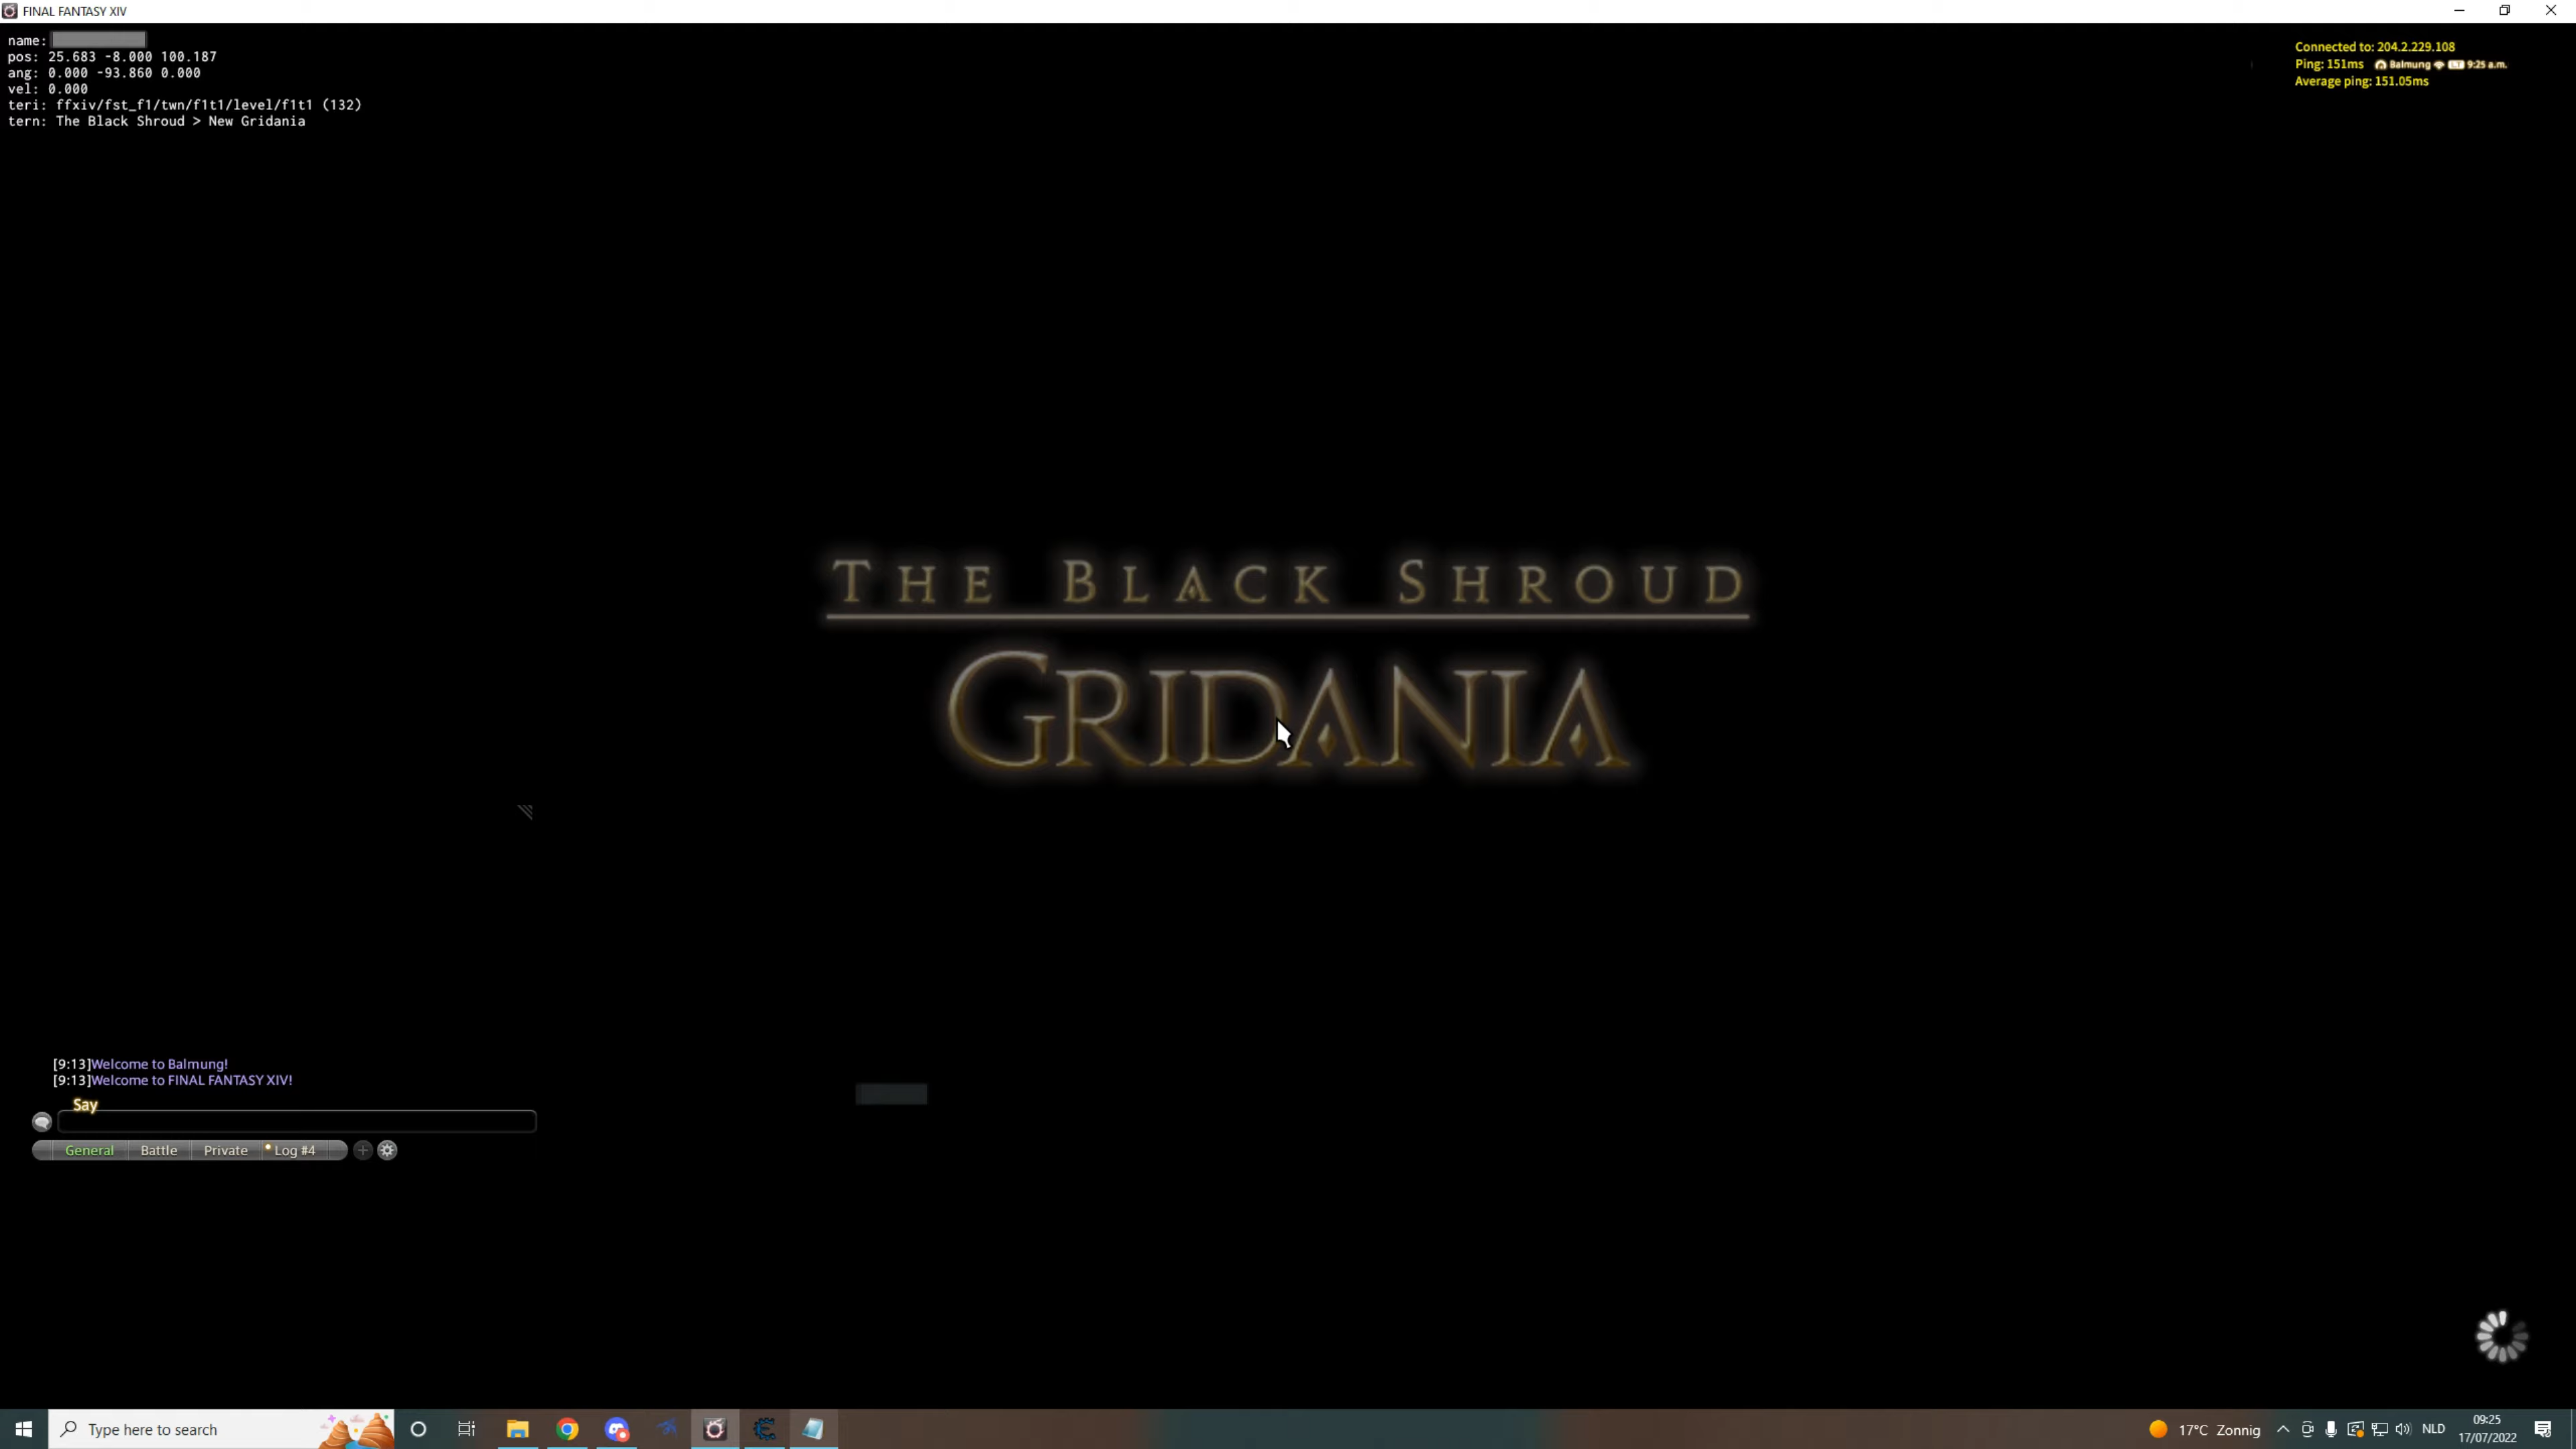 FINAL FANTASY XIV
name:
pos: 25.683 -8.000 100.187
ang: 0.000 -93.860 0.000
vel: 0.000
teri: ffxiv/fst_f1/twn/f1t1/level/f1t1 (132)
tern: The Black Shroud > New Gridania
Connected to: 204.2.229.108
Ping: 151ms Balmung LT 9:25 a.m.
Average ping: 151.05ms
THE BLACK SHROUD
GRIDANIA
[9:13]Welcome to Balmung!
[9:13]Welcome to FINAL FANTASY XIV!
Say
General Battle Private Log #4
Type here to search
17°C Zonnig
NLD
09:25
17/07/2022